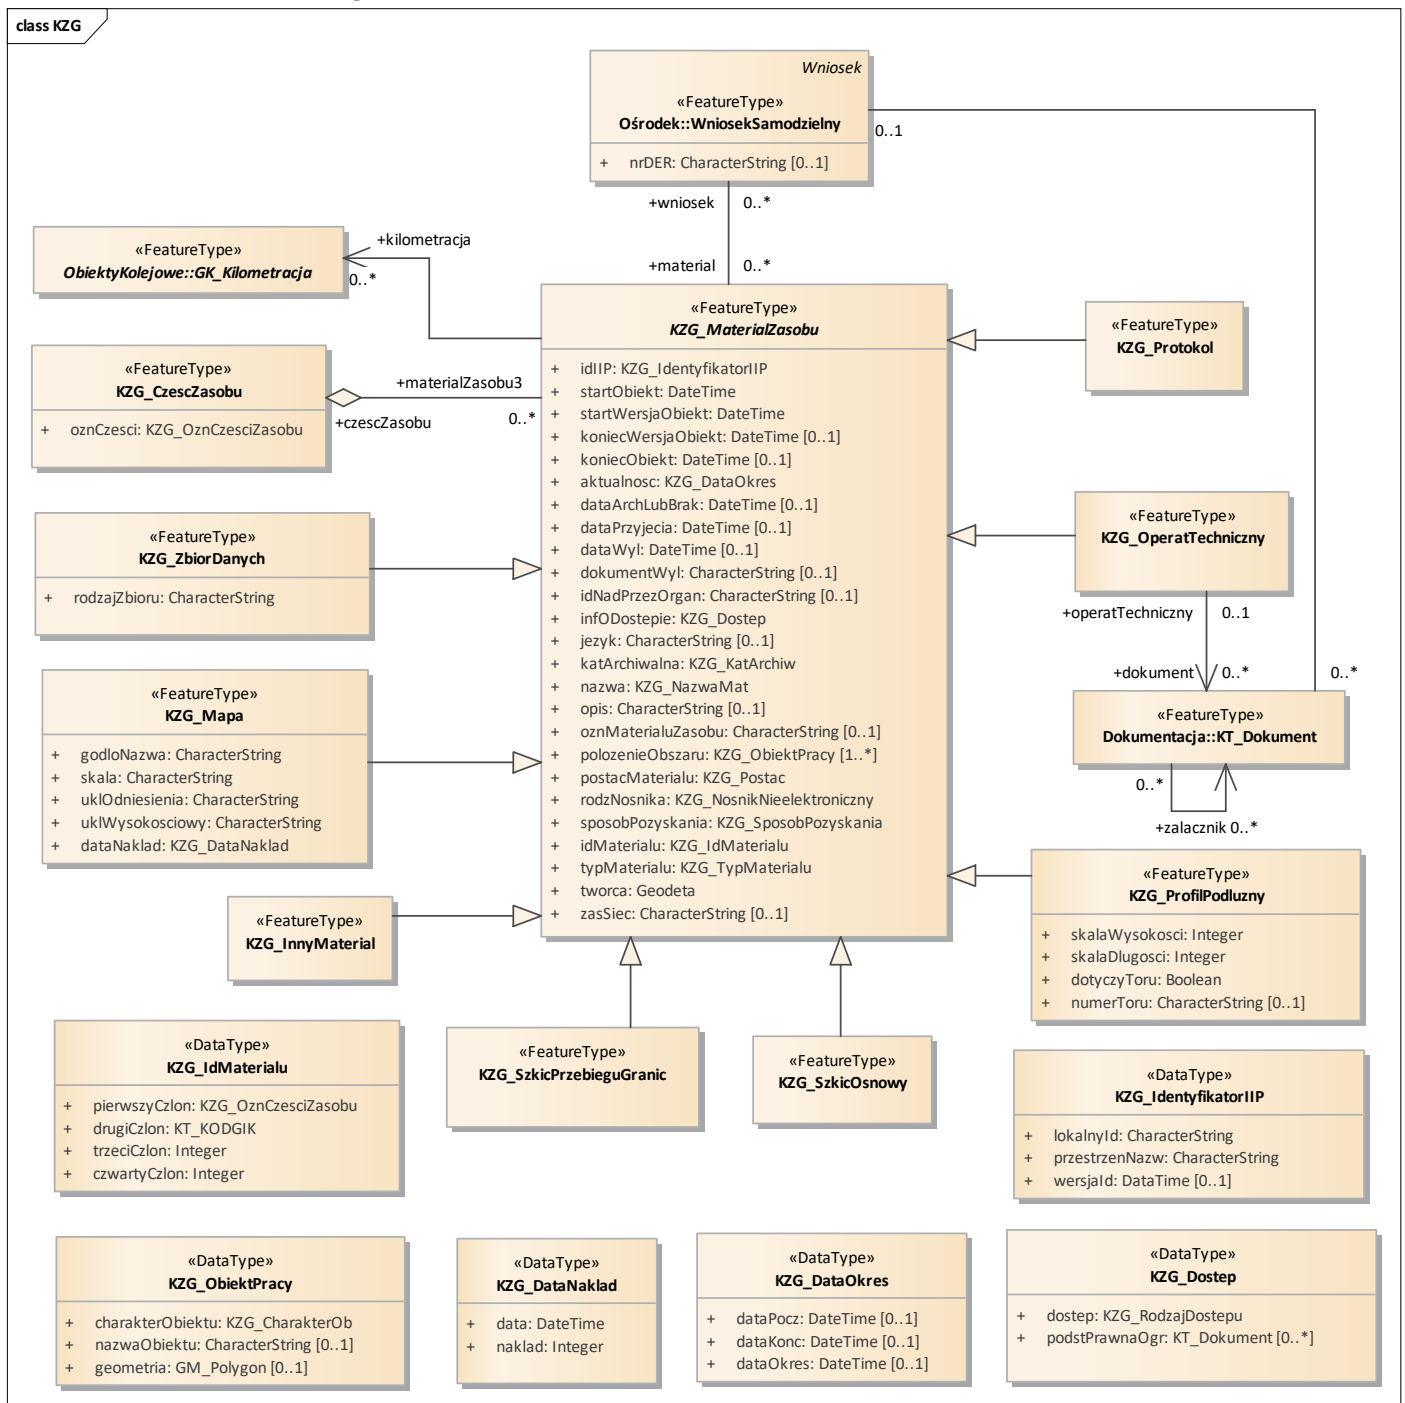 class KZG
Wniosek
«FeatureType»
Ośrodek::WniosekSamodzielny
+ nrDER: CharacterString [0..1]
0..1
+wniosek 0..*
+material 0..*
«FeatureType»
ObiektyKolejowe::GK_Kilometracja
+kilometracja
0..*
«FeatureType»
KZG_CzescZasobu
+ oznCzesci: KZG_OznCzesciZasobu
+materialZasobu3
0..*
+czescZasobu
«FeatureType»
KZG_MaterialZasobu
+ idIIP: KZG_IdentyfikatorIIP
+ startObiekt: DateTime
+ startWersjaObiekt: DateTime
+ koniecWersjaObiekt: DateTime [0..1]
+ koniecObiekt: DateTime [0..1]
+ aktualnosc: KZG_DataOkres
+ dataArchLubBrak: DateTime [0..1]
+ dataPrzyjecia: DateTime [0..1]
+ dataWyl: DateTime [0..1]
+ dokumentWyl: CharacterString [0..1]
+ idNadPrzezOrgan: CharacterString [0..1]
+ infODostepie: KZG_Dostep
+ jezyk: CharacterString [0..1]
+ katArchiwalna: KZG_KatArchiw
+ nazwa: KZG_NazwaMat
+ opis: CharacterString [0..1]
+ oznMaterialuZasobu: CharacterString [0..1]
+ polozenieObszaru: KZG_ObiektPracy [1..*]
+ postacMaterialu: KZG_Postac
+ rodzNosnika: KZG_NosnikNieelektroniczny
+ sposobPozyskania: KZG_SposobPozyskania
+ idMaterialu: KZG_IdMaterialu
+ typMaterialu: KZG_TypMaterialu
+ tworca: Geodeta
+ zasSiec: CharacterString [0..1]
«FeatureType»
KZG_Protokol
«FeatureType»
KZG_OperatTechniczny
+operatTechniczny 0..1
+dokument 0..*
0..*
«FeatureType»
Dokumentacja::KT_Dokument
0..*
+zalacznik 0..*
«FeatureType»
KZG_ZbiorDanych
+ rodzajZbioru: CharacterString
«FeatureType»
KZG_Mapa
+ godloNazwa: CharacterString
+ skala: CharacterString
+ uklOdniesienia: CharacterString
+ uklWysokosciowy: CharacterString
+ dataNaklad: KZG_DataNaklad
«FeatureType»
KZG_InnyMaterial
«FeatureType»
KZG_ProfilPodluzny
+ skalaWysokosci: Integer
+ skalaDlugosci: Integer
+ dotyczyToru: Boolean
+ numerToru: CharacterString [0..1]
«FeatureType»
KZG_SzkicPrzebieguGranic
«FeatureType»
KZG_SzkicOsnowy
«DataType»
KZG_IdMaterialu
+ pierwszyCzlon: KZG_OznCzesciZasobu
+ drugiCzlon: KT_KODGIK
+ trzeciCzlon: Integer
+ czwartyCzlon: Integer
«DataType»
KZG_IdentyfikatorIIP
+ lokalnyId: CharacterString
+ przestrzenNazw: CharacterString
+ wersjaId: DataTime [0..1]
«DataType»
KZG_ObiektPracy
+ charakterObiektu: KZG_CharakterOb
+ nazwaObiektu: CharacterString [0..1]
+ geometria: GM_Polygon [0..1]
«DataType»
KZG_DataNaklad
+ data: DateTime
+ naklad: Integer
«DataType»
KZG_DataOkres
+ dataPocz: DateTime [0..1]
+ dataKonc: DateTime [0..1]
+ dataOkres: DateTime [0..1]
«DataType»
KZG_Dostep
+ dostep: KZG_RodzajDostepu
+ podstPrawnaOgr: KT_Dokument [0..*]